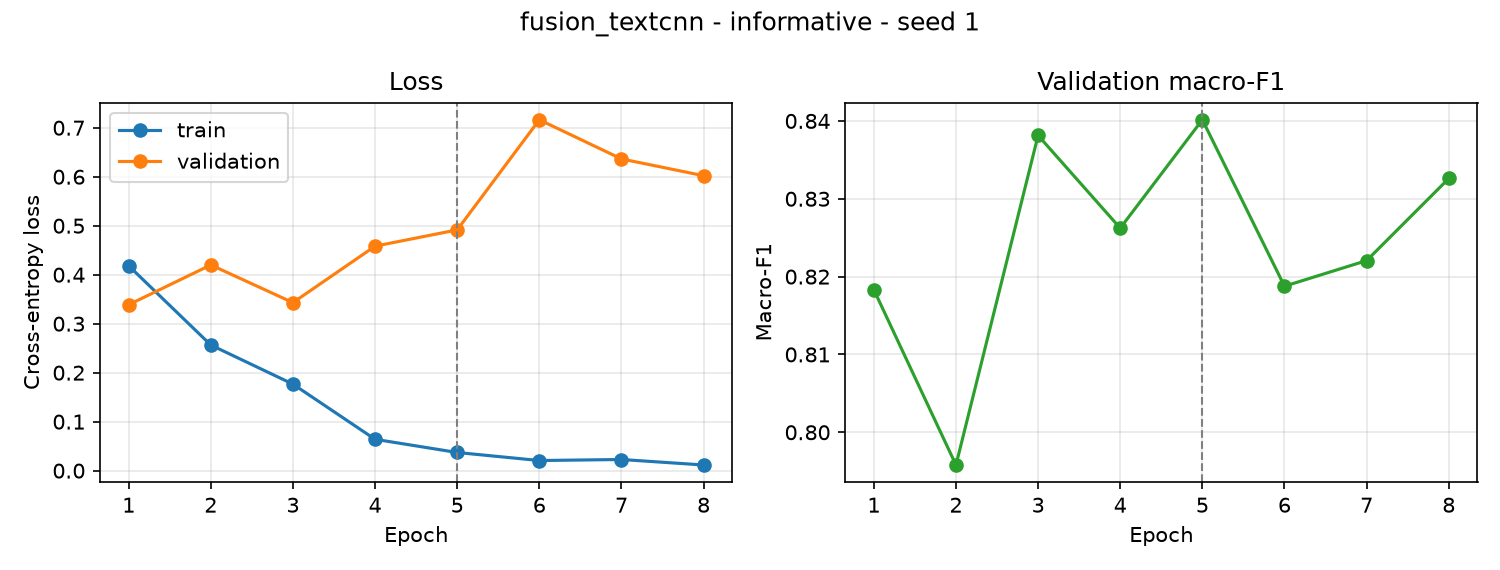 fusion_textcnn - informative - seed 1
Loss
train
validation
Cross-entropy loss
0.7
0.6
0.5
0.4
0.3
0.2
0.1
0.0
1 2 3 4 5 6 7 8
Epoch
Validation macro-F1
Macro-F1
0.84
0.83
0.82
0.81
0.80
1 2 3 4 5 6 7 8
Epoch